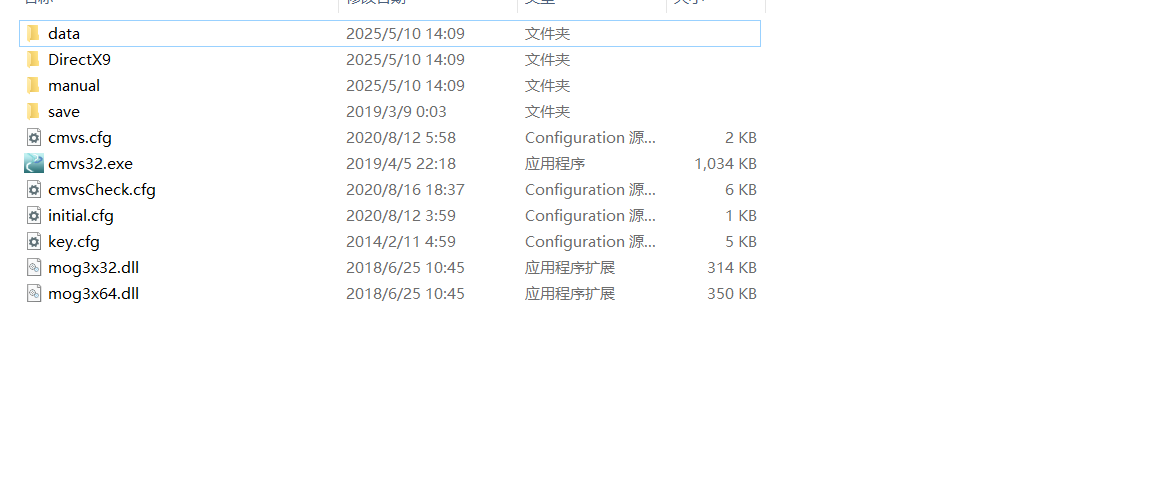 data 2025/5/10 14:09 文件夹
DirectX9 2025/5/10 14:09 文件夹
manual 2025/5/10 14:09 文件夹
save 2019/3/9 0:03 文件夹
cmvs.cfg 2020/8/12 5:58 Configuration 源... 2 KB
cmvs32.exe 2019/4/5 22:18 应用程序 1,034 KB
cmvsCheck.cfg 2020/8/16 18:37 Configuration 源... 6 KB
initial.cfg 2020/8/12 3:59 Configuration 源... 1 KB
key.cfg 2014/2/11 4:59 Configuration 源... 5 KB
mog3x32.dll 2018/6/25 10:45 应用程序扩展 314 KB
mog3x64.dll 2018/6/25 10:45 应用程序扩展 350 KB